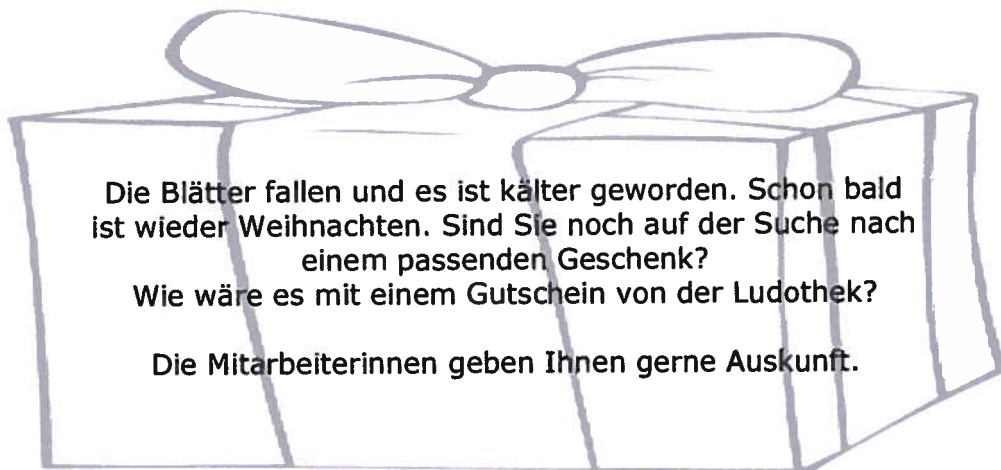 Die Blätter fallen und es ist kälter geworden. Schon bald
ist wieder Weihnachten. Sind Sie noch auf der Suche nach
einem passenden Geschenk?
Wie wäre es mit einem Gutschein von der Ludothek?
Die Mitarbeiterinnen geben Ihnen gerne Auskunft.